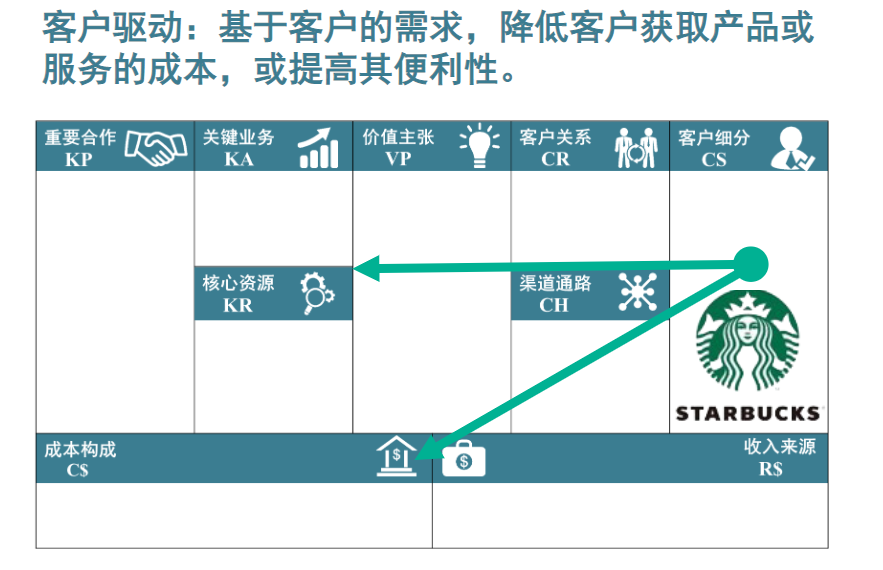 客户驱动：基于客户的需求，降低客户获取产品或
服务的成本，或提高其便利性。
重要合作
KP
关键业务
KA
价值主张
VP
客户关系
CR
客户细分
CS
核心资源
KR
渠道通路
CH
STARBUCKS
成本构成
C$
$
$
收入来源
R$